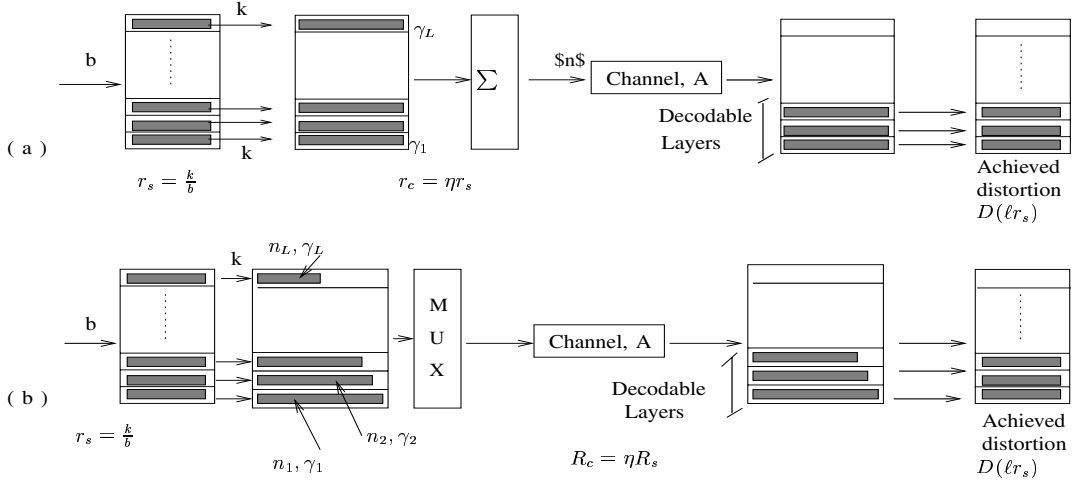 k
γ_L
b
∑
$n$
Channel, A
Decodable
Layers
( a )
k
γ_1
r_s = k/b
r_c = ηr_s
Achieved
distortion
D(ℓr_s)
n_L, γ_L
k
b
M
U
X
Channel, A
Decodable
Layers
( b )
r_s = k/b
n_2, γ_2
n_1, γ_1
R_c = ηR_s
Achieved
distortion
D(ℓr_s)